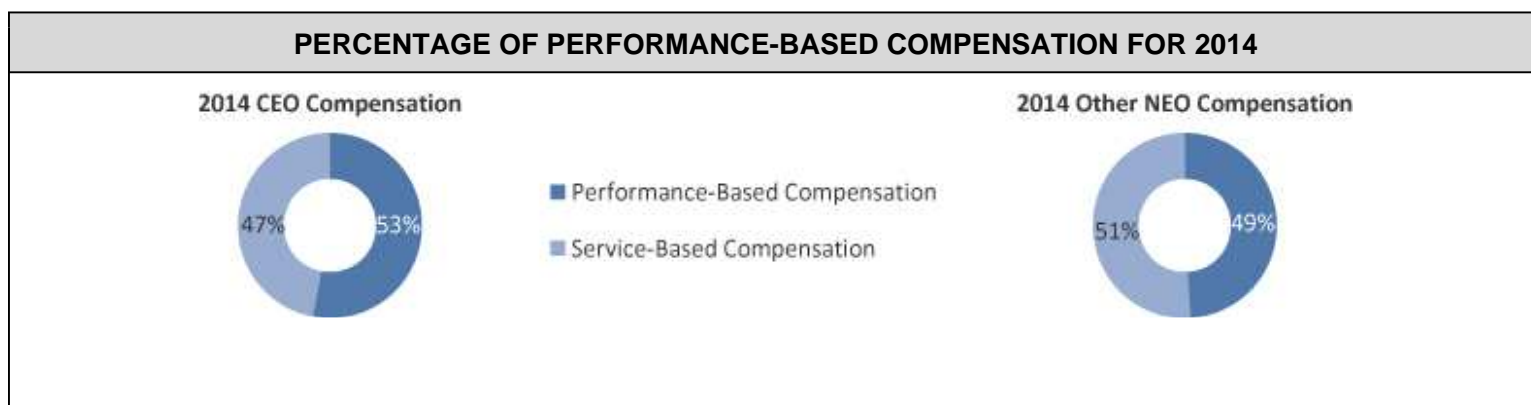 PERCENTAGE OF PERFORMANCE-BASED COMPENSATION FOR 2014
2014 CEO Compensation
47%
53%
Performance-Based Compensation
Service-Based Compensation
2014 Other NEO Compensation
51%
49%